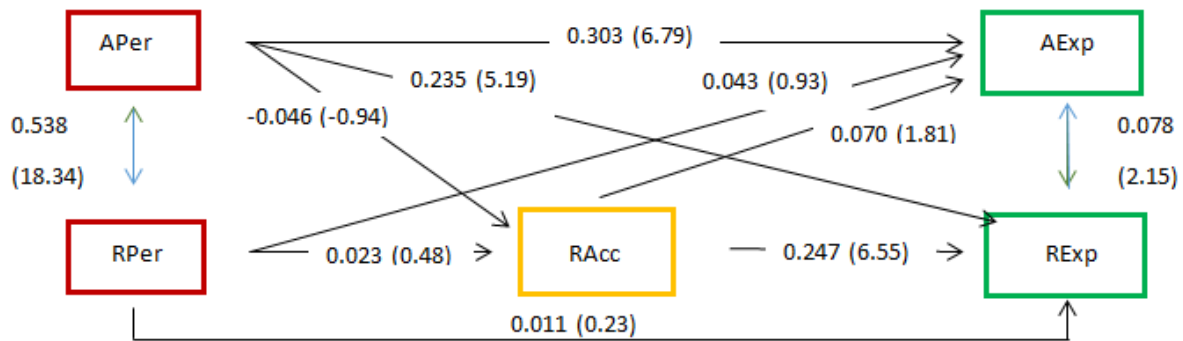 APer
0.303 (6.79)
AExp
0.235 (5.19)
0.043 (0.93)
-0.046 (-0.94)
0.538
(18.34)
0.070 (1.81)
0.078
(2.15)
RPer
0.023 (0.48)
RAcc
0.247 (6.55)
RExp
0.011 (0.23)